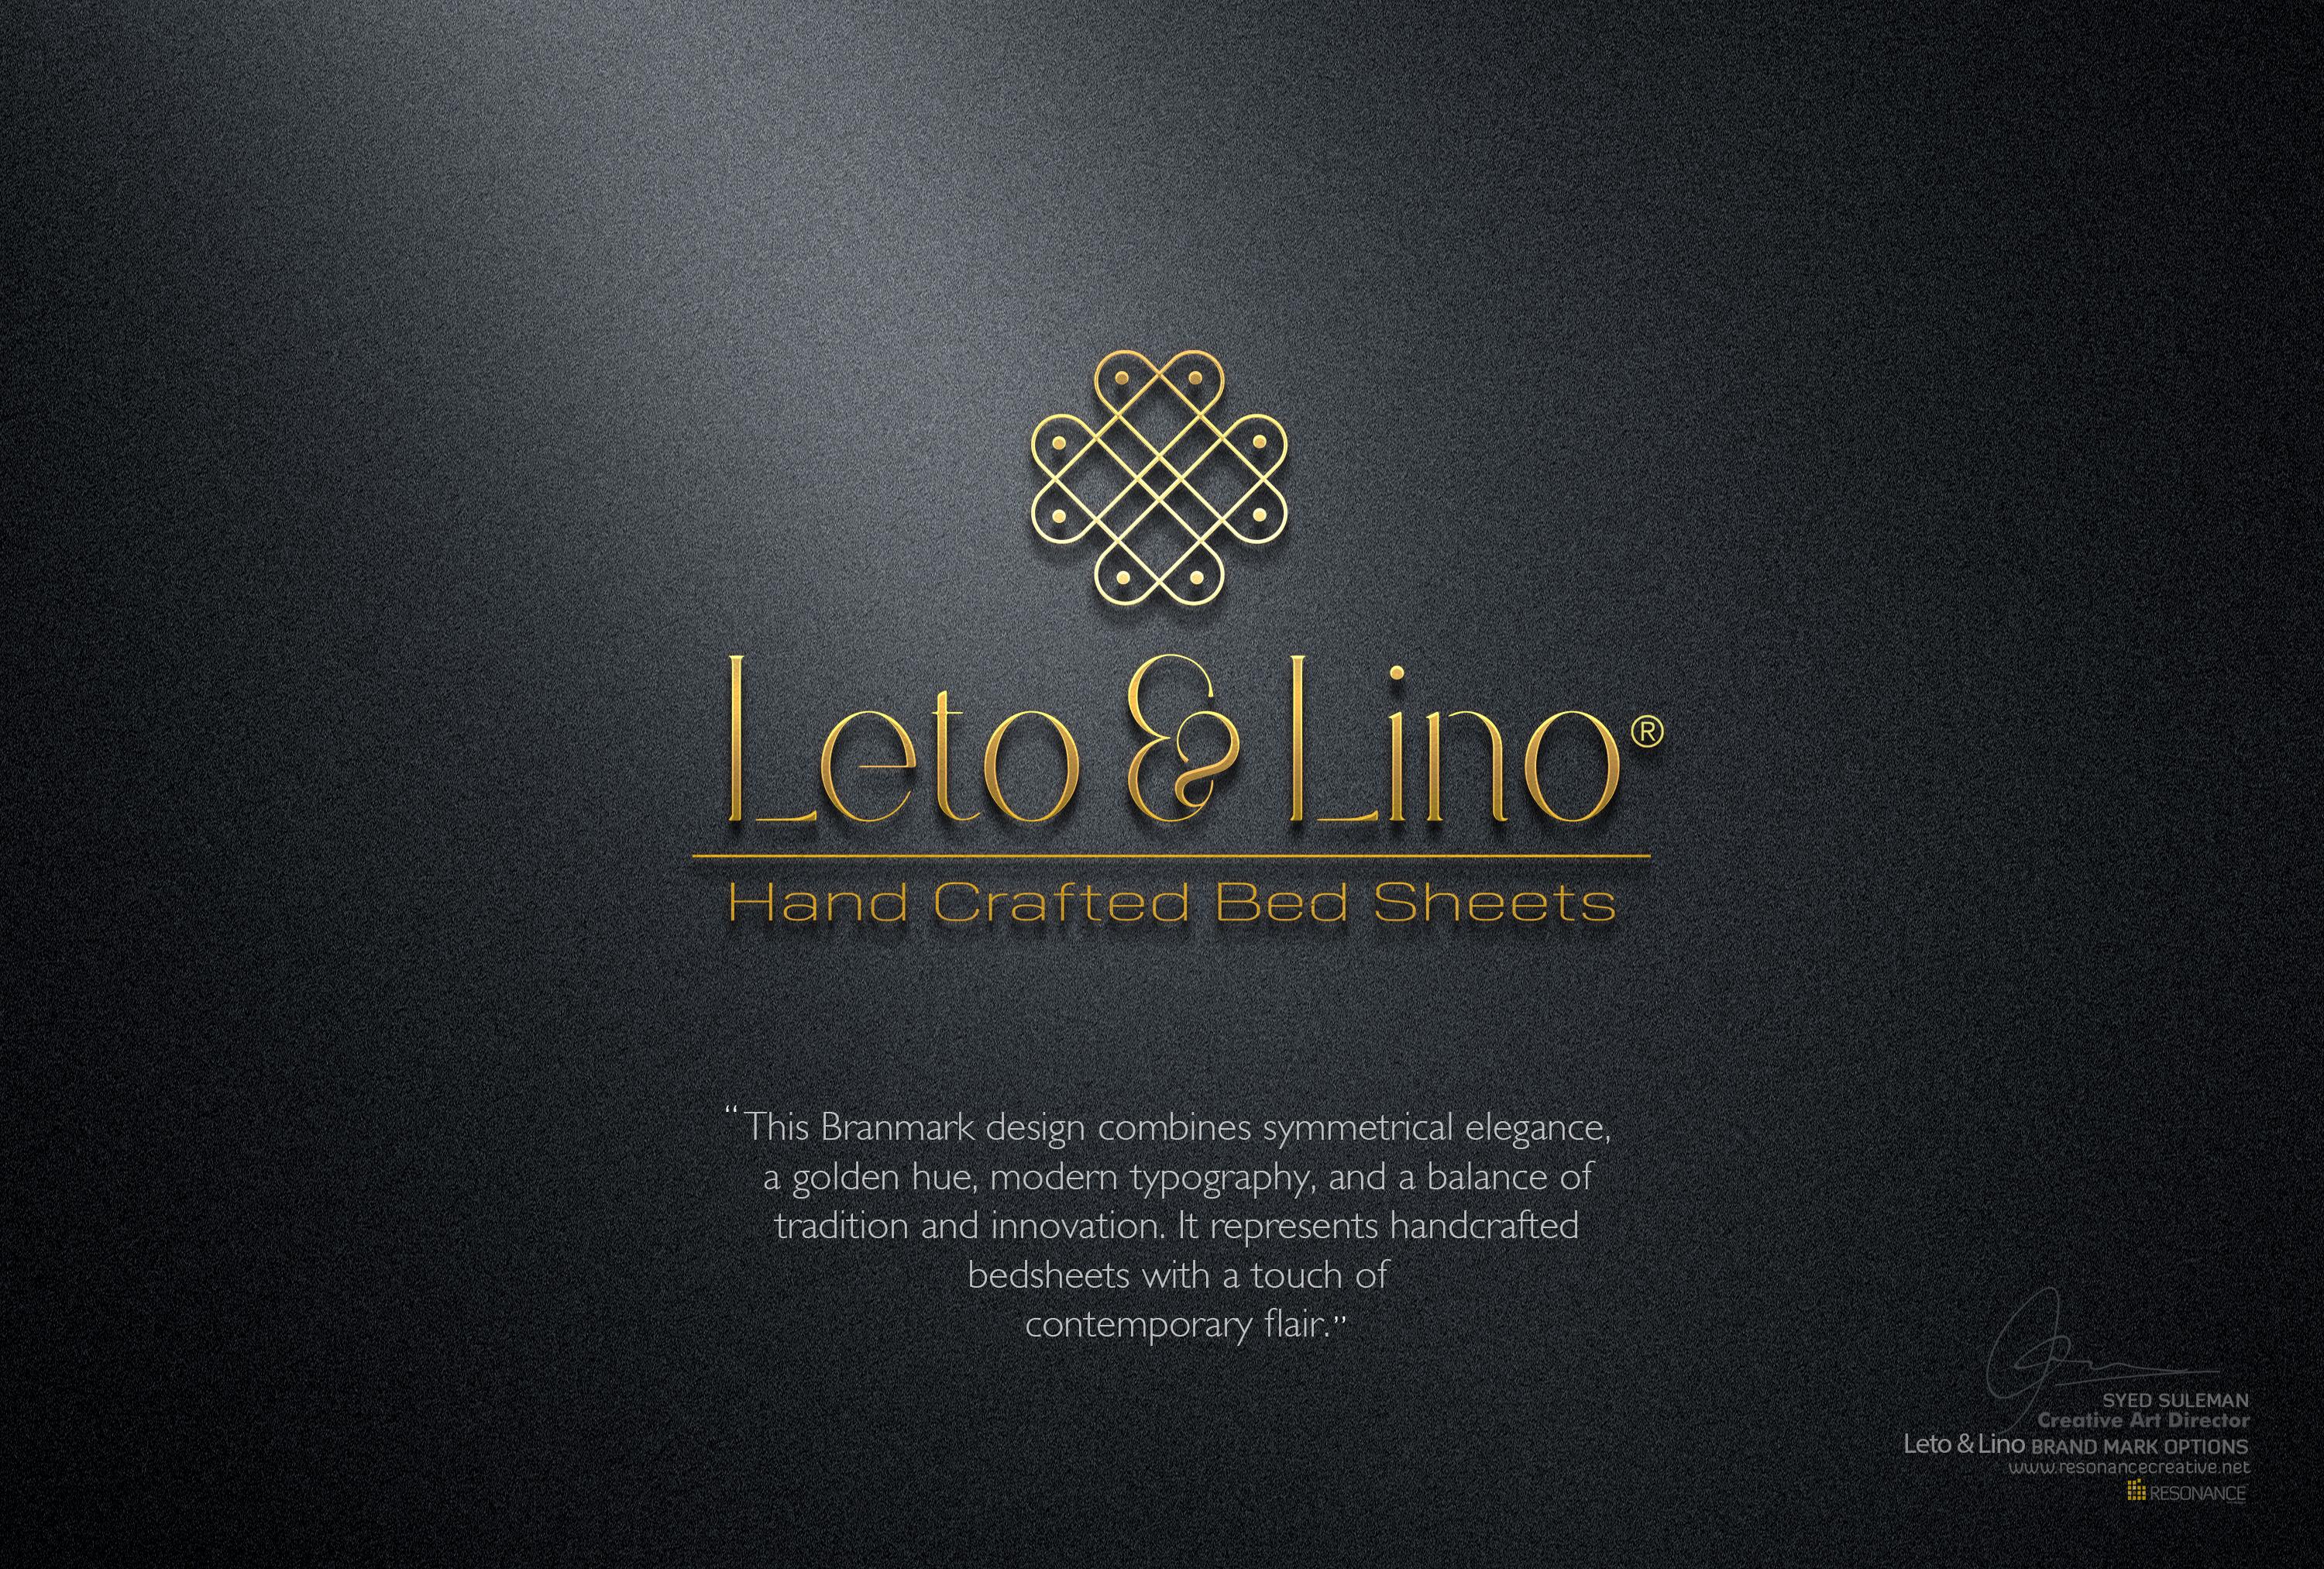 Leto & Lino®
Hand Crafted Bed Sheets
“This Branmark design combines symmetrical elegance,
a golden hue, modern typography, and a balance of
tradition and innovation. It represents handcrafted
bedsheets with a touch of
contemporary flair.”
SYED SULEMAN
Creative Art Director
Leto & Lino BRAND MARK OPTIONS
www.resonancecreative.net
RESONANCE